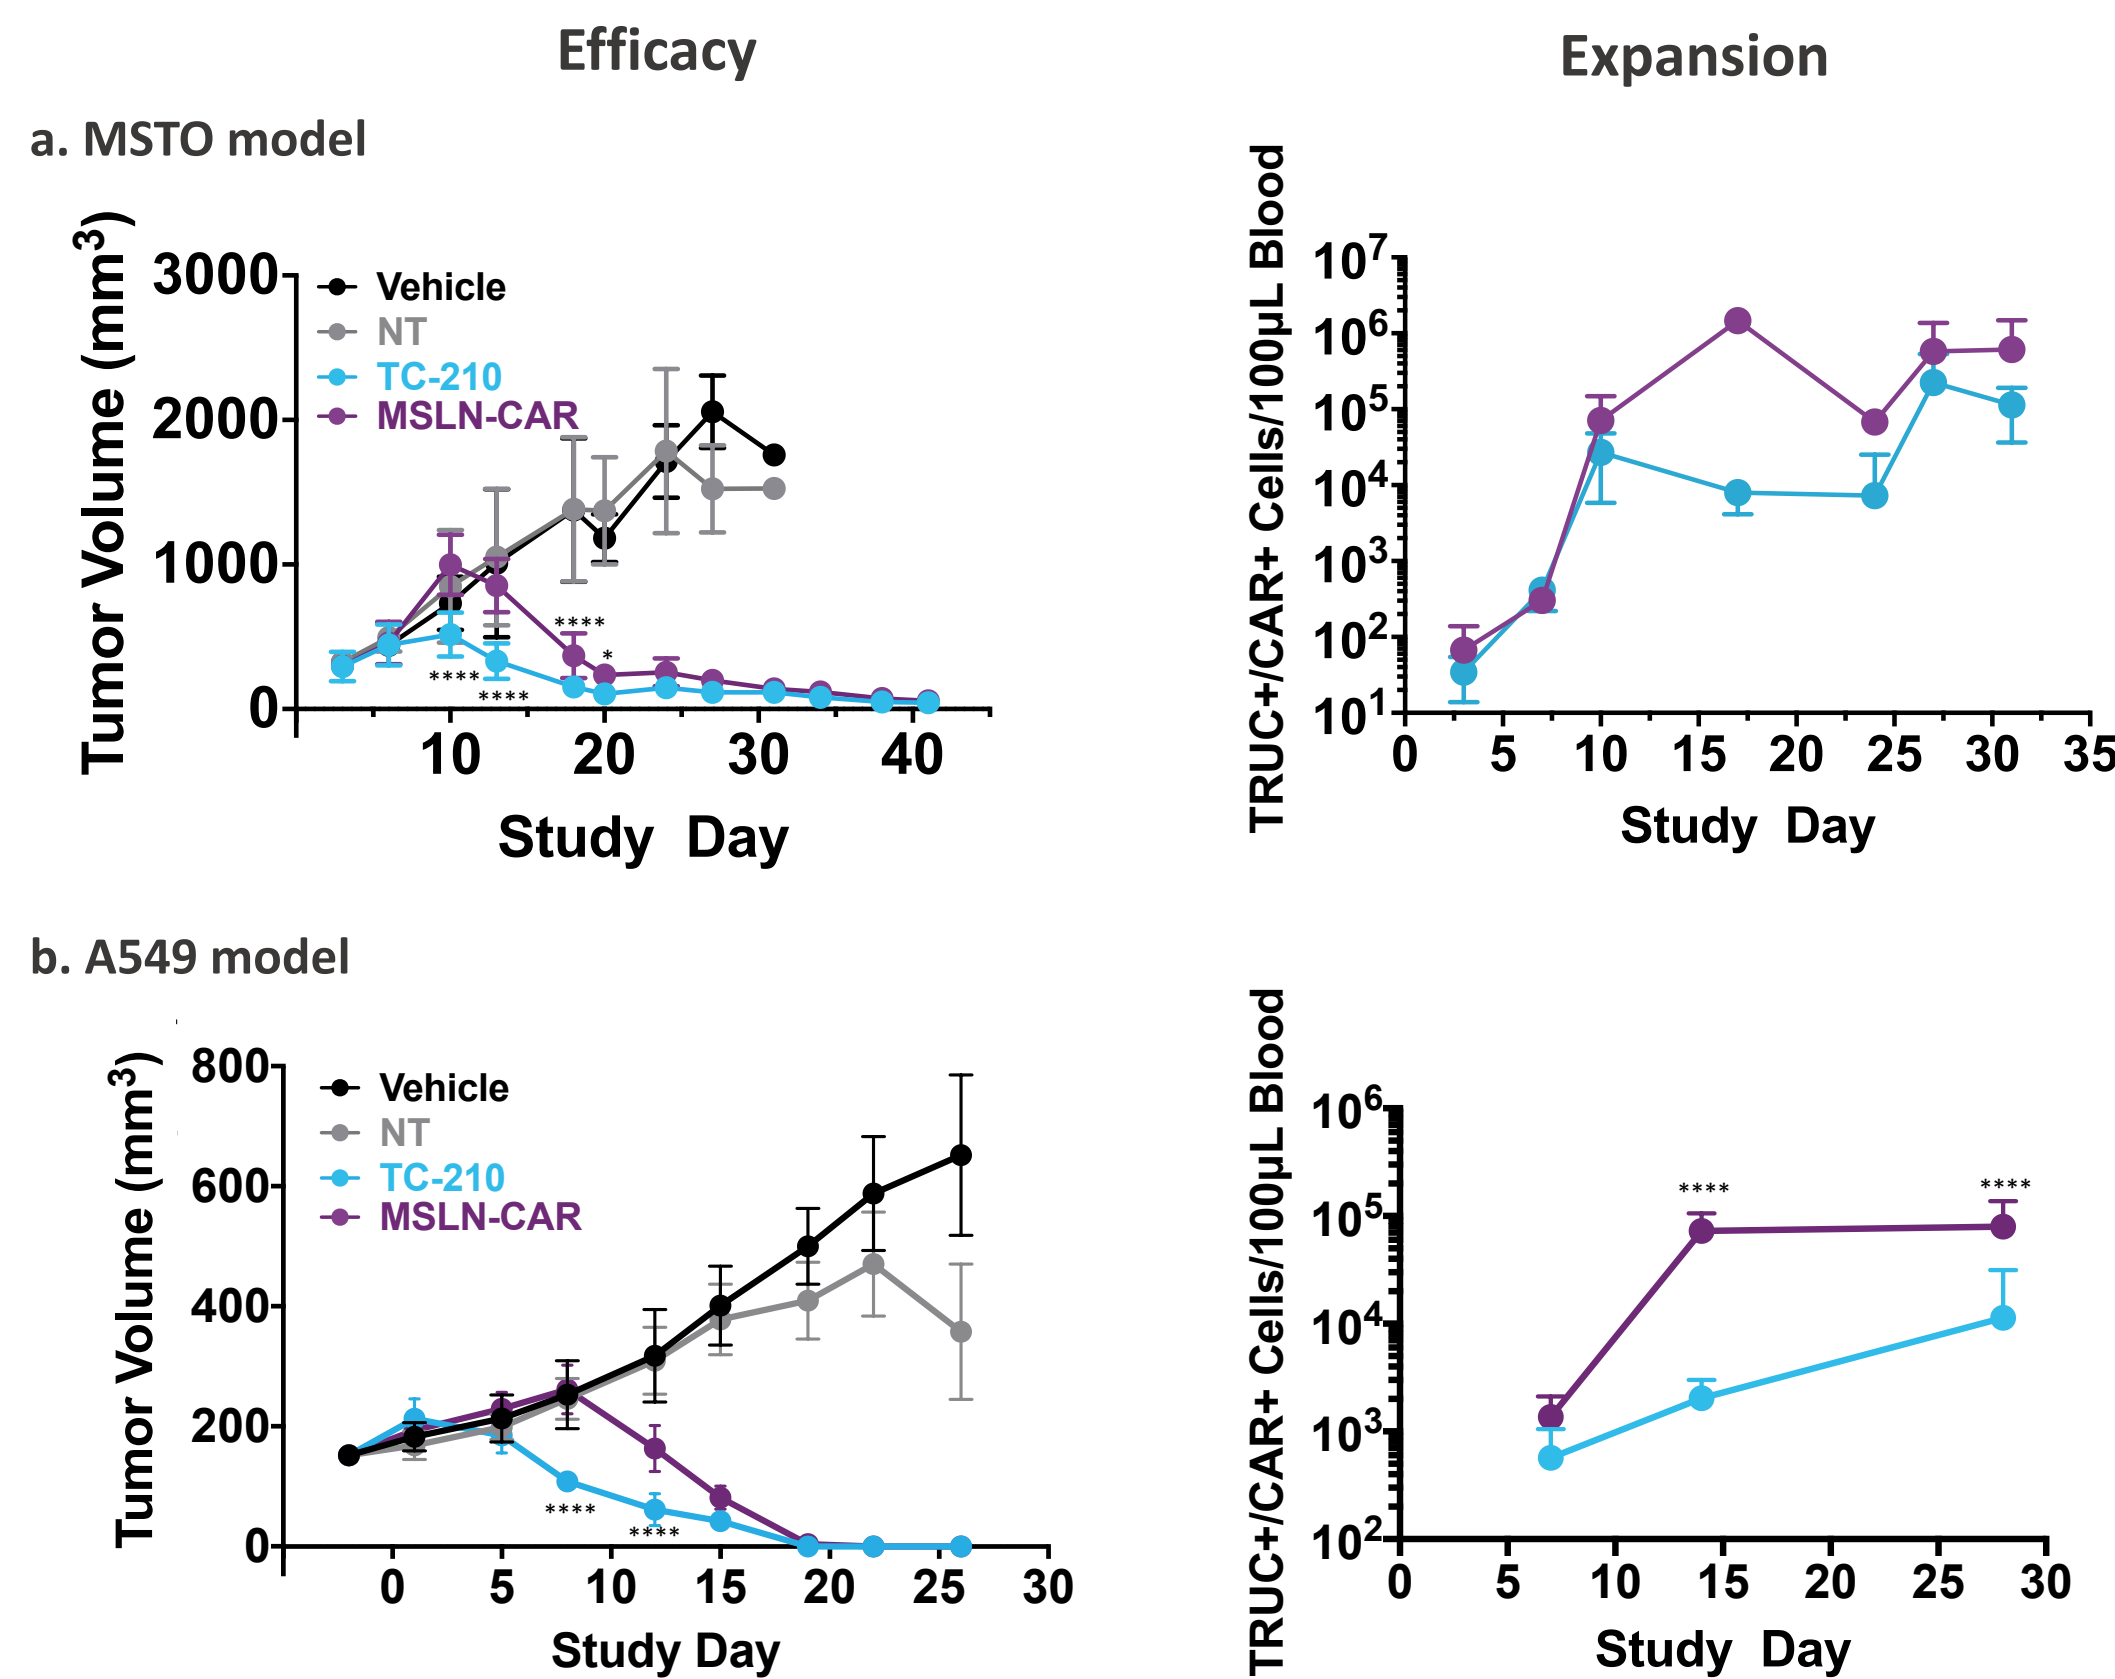 Efficacy
Expansion
a. MSTO model
Tumor Volume (mm³)
3000
2000
1000
0
Vehicle
NT
TC-210
MSLN-CAR
****
****
****
*
10 20 30 40
Study Day
TRUC+/CAR+ Cells/100µL Blood
10⁷
10⁶
10⁵
10⁴
10³
10²
10¹
0 5 10 15 20 25 30 35
Study Day
b. A549 model
Tumor Volume (mm³)
800
600
400
200
0
Vehicle
NT
TC-210
MSLN-CAR
****
****
0 5 10 15 20 25 30
Study Day
TRUC+/CAR+ Cells/100µL Blood
10⁶
10⁵
10⁴
10³
10²
****
****
0 5 10 15 20 25 30
Study Day